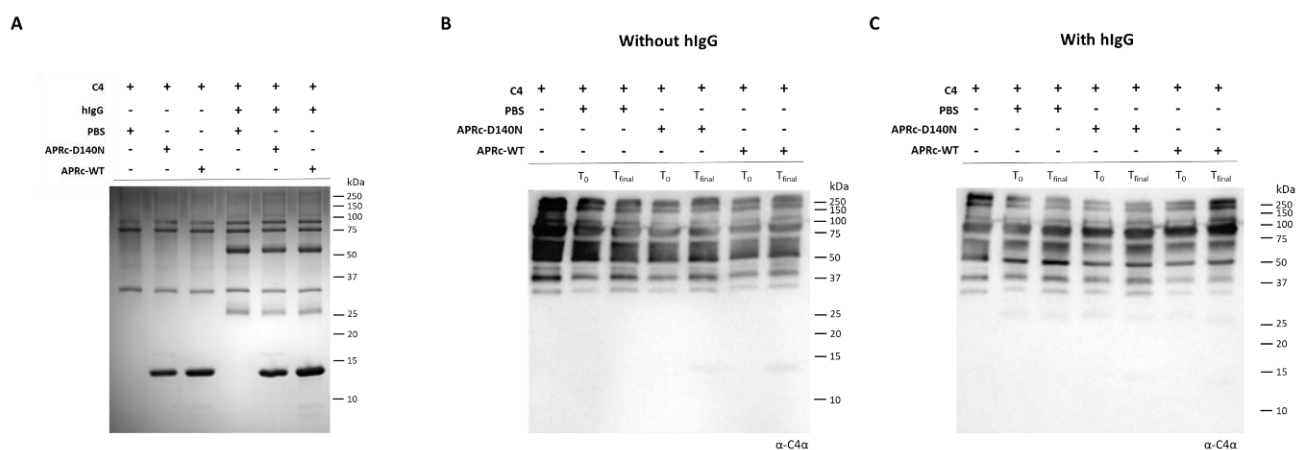 A
C4 + + + + + +
hIgG - - - + + +
PBS + - - + - -
APRc-D140N - + - - + -
APRc-WT - - + - - +
kDa
250
150
100
75
50
37
25
20
15
10
B
Without hIgG
C4 + + + + + + +
PBS - + + - - - -
APRc-D140N - - - + + - -
APRc-WT - - - - - + +
T0 Tfinal T0 Tfinal T0 Tfinal
kDa
250
150
100
75
50
37
25
20
15
10
α-C4α
C
With hIgG
C4 + + + + + + +
PBS - + + - - - -
APRc-D140N - - - + + - -
APRc-WT - - - - - + +
T0 Tfinal T0 Tfinal T0 Tfinal
kDa
250
150
100
75
50
37
25
20
15
10
α-C4α